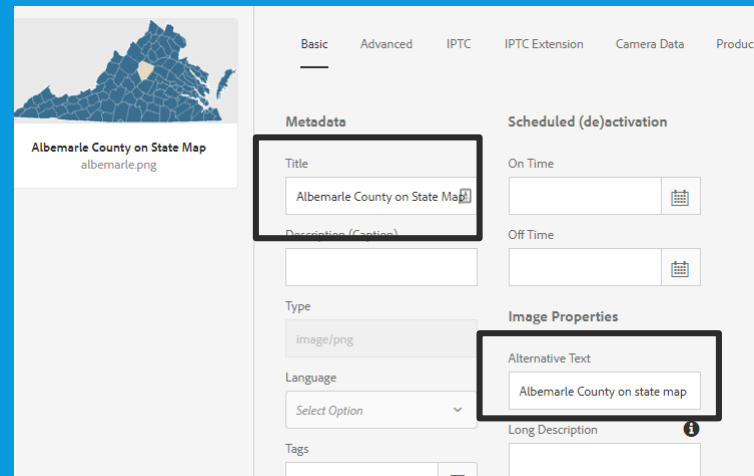 Basic Advanced IPTC IPTC Extension Camera Data Produc
Albemarle County on State Map
albemarle.png
Metadata
Title
Albemarle County on State Map
Description (Caption)
Type
image/png
Language
Select Option
Tags
Scheduled (de)activation
On Time
Off Time
Image Properties
Alternative Text
Albemarle County on state map
Long Description